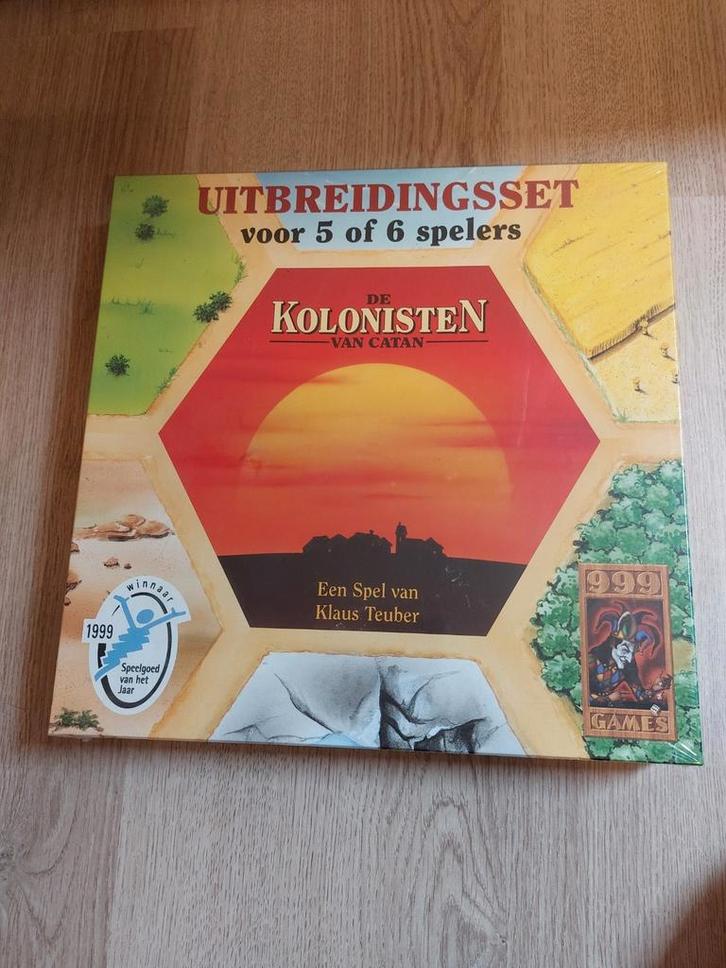 UITBREIDINGSSET
voor 5 of 6 spelers
DE
KOLONISTEN
VAN CATAN
Een Spel van
Klaus Teuber
winnaar
1999
Speelgoed
van het
Jaar
999
GAMES